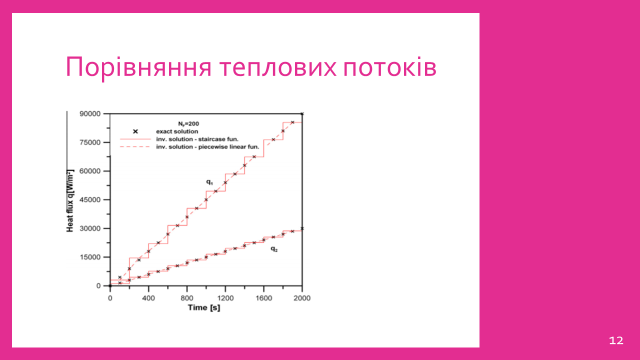 Порівняння теплових потоків
90000
75000
60000
45000
30000
15000
0
Heat flux q[W/m²]
Nₚ=200
exact solution
inv. solution - staircase fun.
inv. solution - piecewise linear fun.
q₁
q₂
0 400 800 1200 1600 2000
Time [s]
12